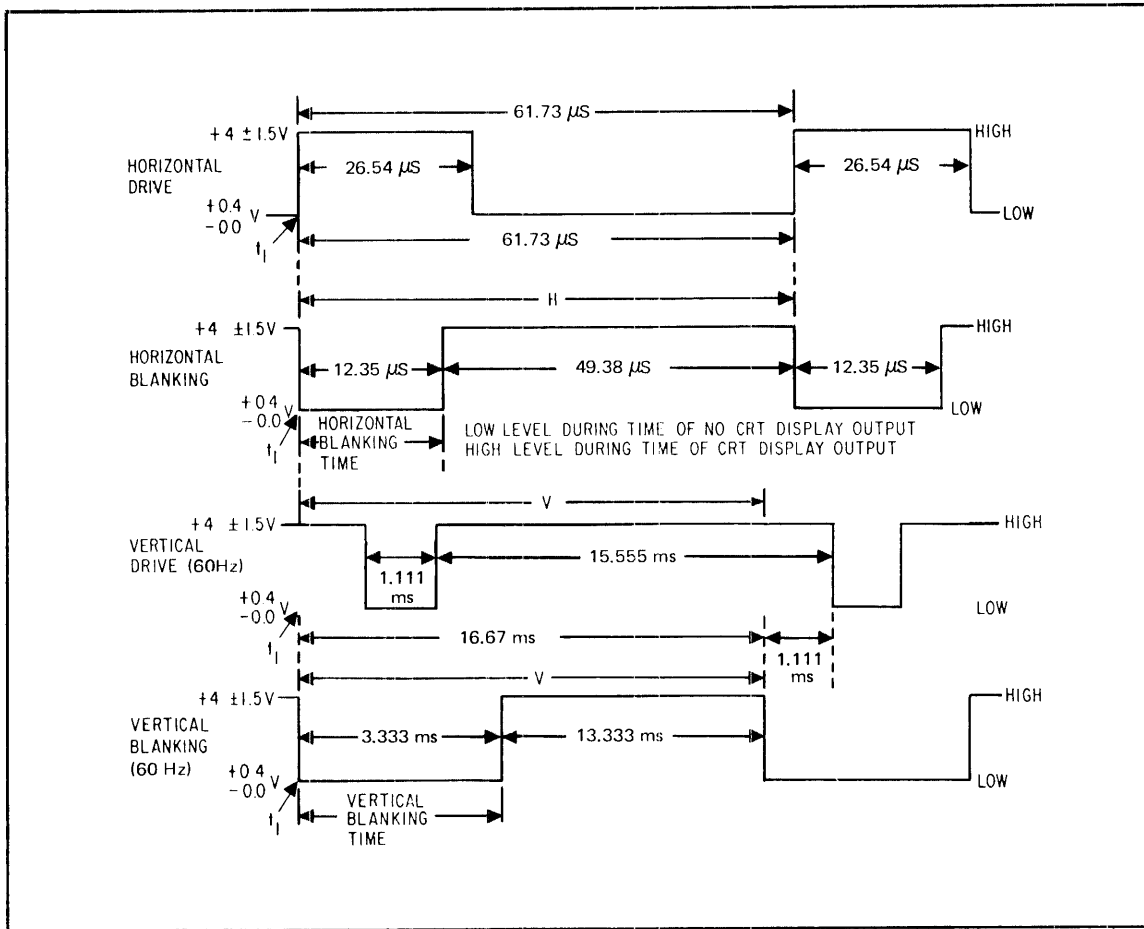 61.73 µS
+4 ±1.5V
HIGH
HORIZONTAL
DRIVE
26.54 µS
26.54 µS
+0.4
-0.0 V
LOW
t1
61.73 µS
H
+4 ±1.5V
HIGH
HORIZONTAL
BLANKING
12.35 µS
49.38 µS
12.35 µS
+0.4
-0.0 V
LOW
t1
HORIZONTAL
BLANKING
TIME
LOW LEVEL DURING TIME OF NO CRT DISPLAY OUTPUT
HIGH LEVEL DURING TIME OF CRT DISPLAY OUTPUT
V
+4 ±1.5V
HIGH
VERTICAL
DRIVE (60Hz)
1.111
ms
15.555 ms
+0.4
-0.0 V
LOW
t1
16.67 ms
1.111
ms
V
+4 ±1.5V
HIGH
VERTICAL
BLANKING
(60 Hz)
3.333 ms
13.333 ms
+0.4
-0.0 V
LOW
t1
VERTICAL
BLANKING
TIME